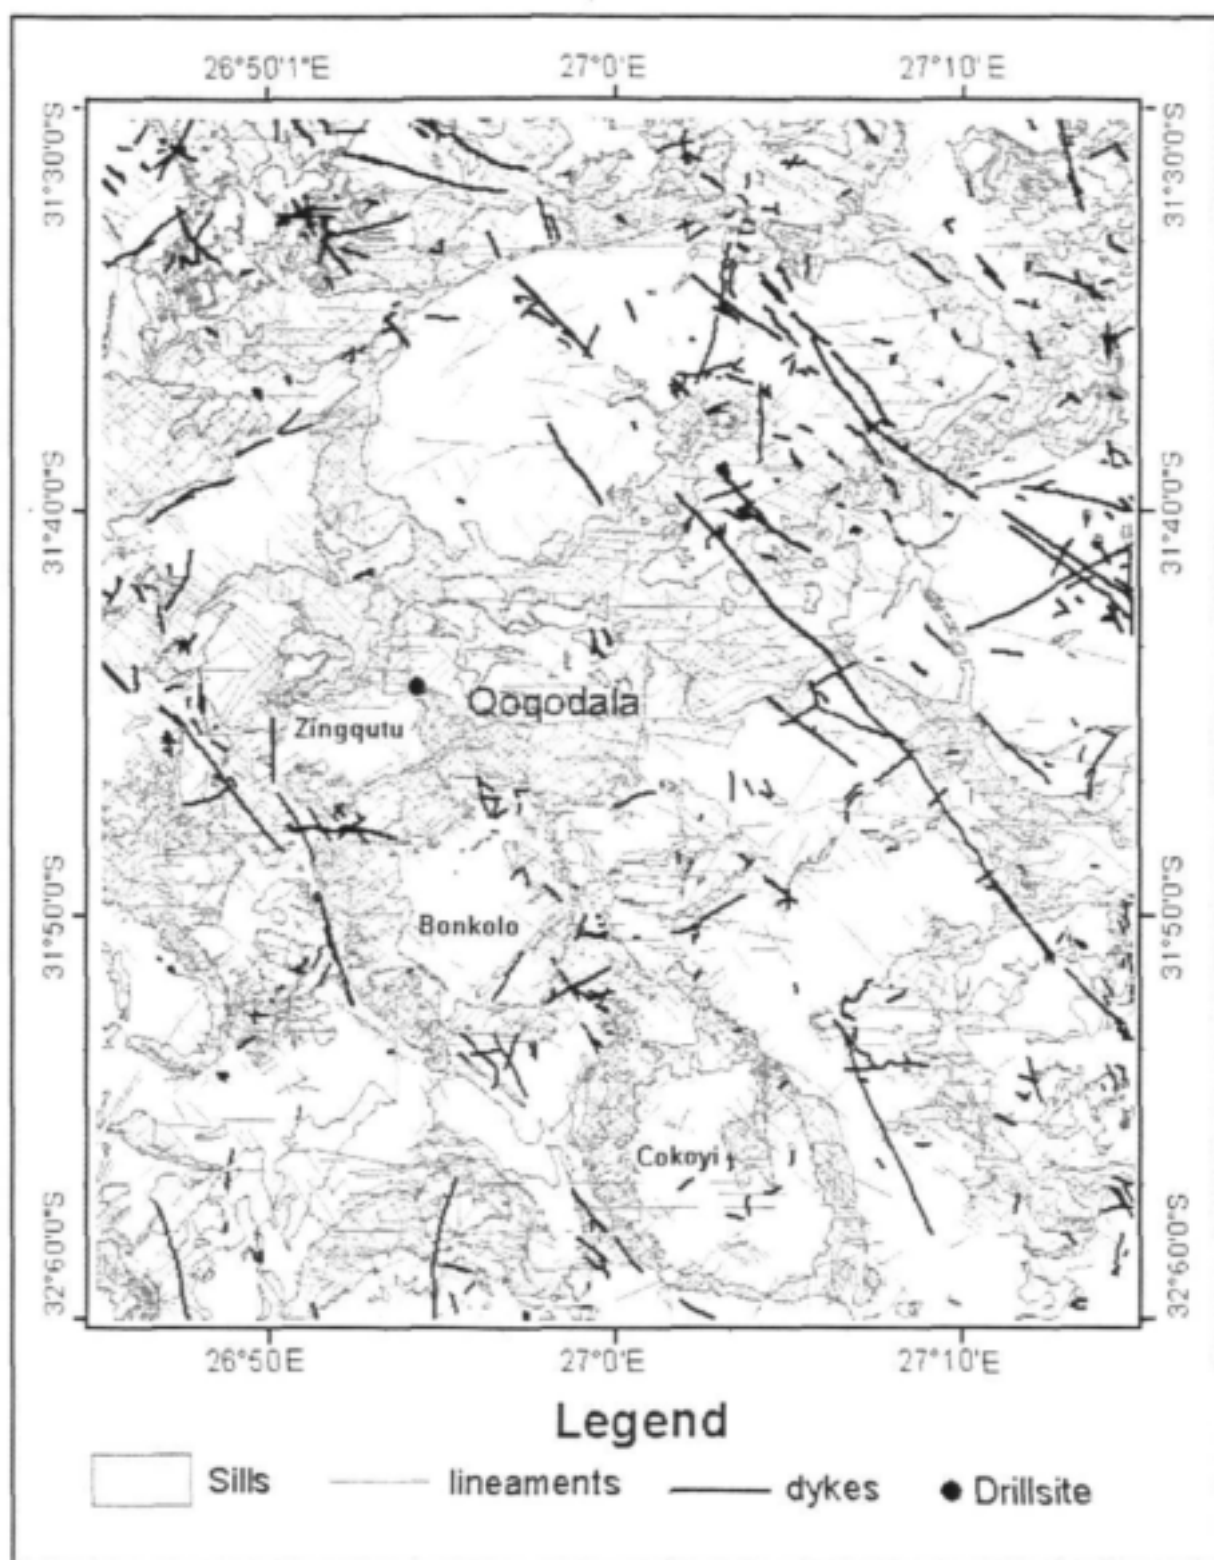 26°50'1"E 27°0'E 27°10'E
31°30'0"S 31°30'0"S
31°40'0"S 31°40'0"S
Qoqodala
Zingqutu
31°50'0"S 31°50'0"S
Bonkolo
Cokoyi
32°60'0"S 32°60'0"S
26°50'E 27°0'E 27°10'E
Legend
Sills lineaments dykes Drillsite